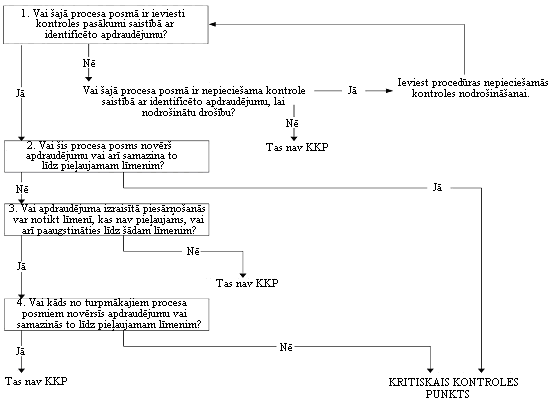 1. Vai šajā procesa posmā ir ieviesti
kontroles pasākumi saistībā ar
identificēto apdraudējumu?
Nē
Jā
Vai šajā procesa posmā ir nepieciešama kontrole
saistībā ar identificēto apdraudējumu, lai
nodrošinātu drošību?
Jā
Ieviest procedūras nepieciešamās
kontroles nodrošināšanai.
Nē
Tas nav KKP
2. Vai šis procesa posms novērš
apdraudējumu vai arī samazina to
līdz pieļaujamam līmenim?
Nē
Jā
3. Vai apdraudējuma izraisītā piesārņošanās
var notikt līmenī, kas nav pieļaujams, vai
arī paaugstināties līdz šādam līmenim?
Nē
Jā
Tas nav KKP
4. Vai kāds no turpmākajiem procesa
posmiem novērsīs apdraudējumu vai
samazinās to līdz pieļaujamam līmenim?
Jā
Nē
Tas nav KKP
KRITISKAIS KONTROLES
PUNKTS